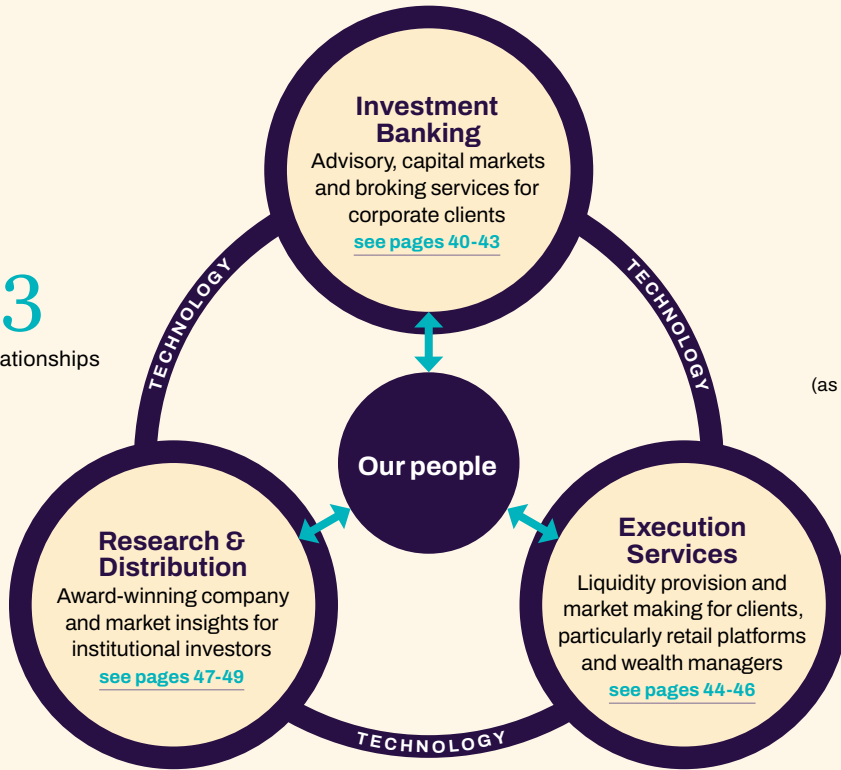 Investment
Banking
Advisory, capital markets
and broking services for
corporate clients
see pages 40-43
TECHNOLOGY
TECHNOLOGY
3
ationships
(as
Our people
Research &
Distribution
Award-winning company
and market insights for
institutional investors
see pages 47-49
Execution
Services
Liquidity provision and
market making for clients,
particularly retail platforms
and wealth managers
see pages 44-46
TECHNOLOGY